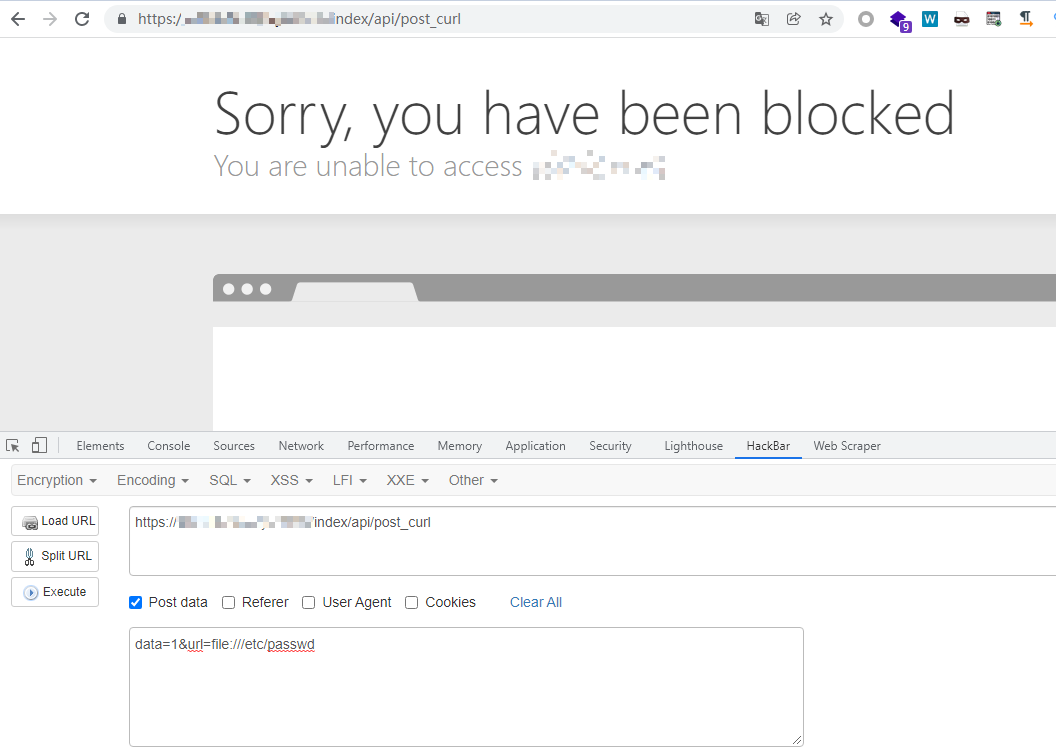 https:/ index/api/post_curl
9
W
Sorry, you have been blocked
You are unable to access
Elements Console Sources Network Performance Memory Application Security Lighthouse HackBar Web Scraper
Encryption Encoding SQL XSS LFI XXE Other
Load URL
https:// index/api/post_curl
Split URL
Execute
Post data Referer User Agent Cookies Clear All
data=1&url=file:///etc/passwd